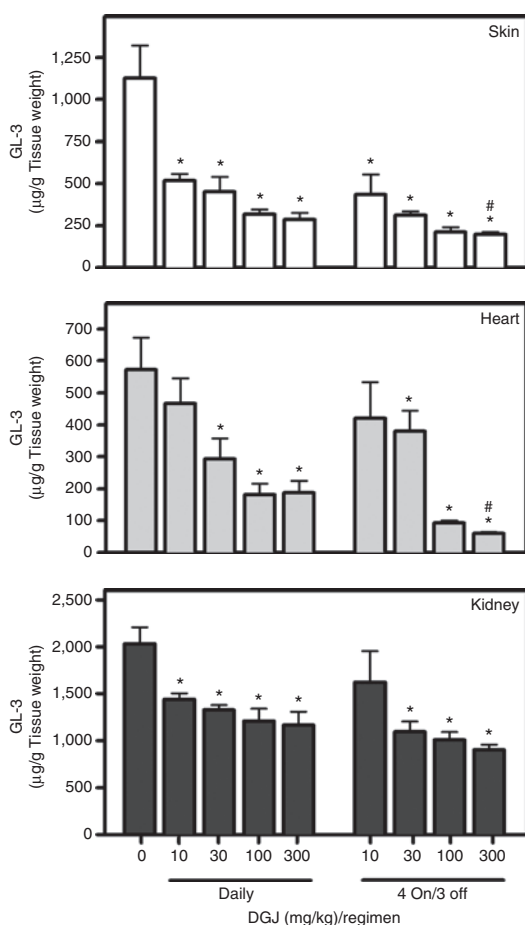 Skin
GL-3
(µg/g Tissue weight)
1,250
1,000
750
500
250
0
* * * * * * * # *
Heart
GL-3
(µg/g Tissue weight)
700
600
500
400
300
200
100
0
* * * * * # *
Kidney
GL-3
(µg/g Tissue weight)
2,500
2,000
1,500
1,000
500
0
* * * * * * *
0 10 30 100 300 10 30 100 300
Daily 4 On/3 off
DGJ (mg/kg)/regimen